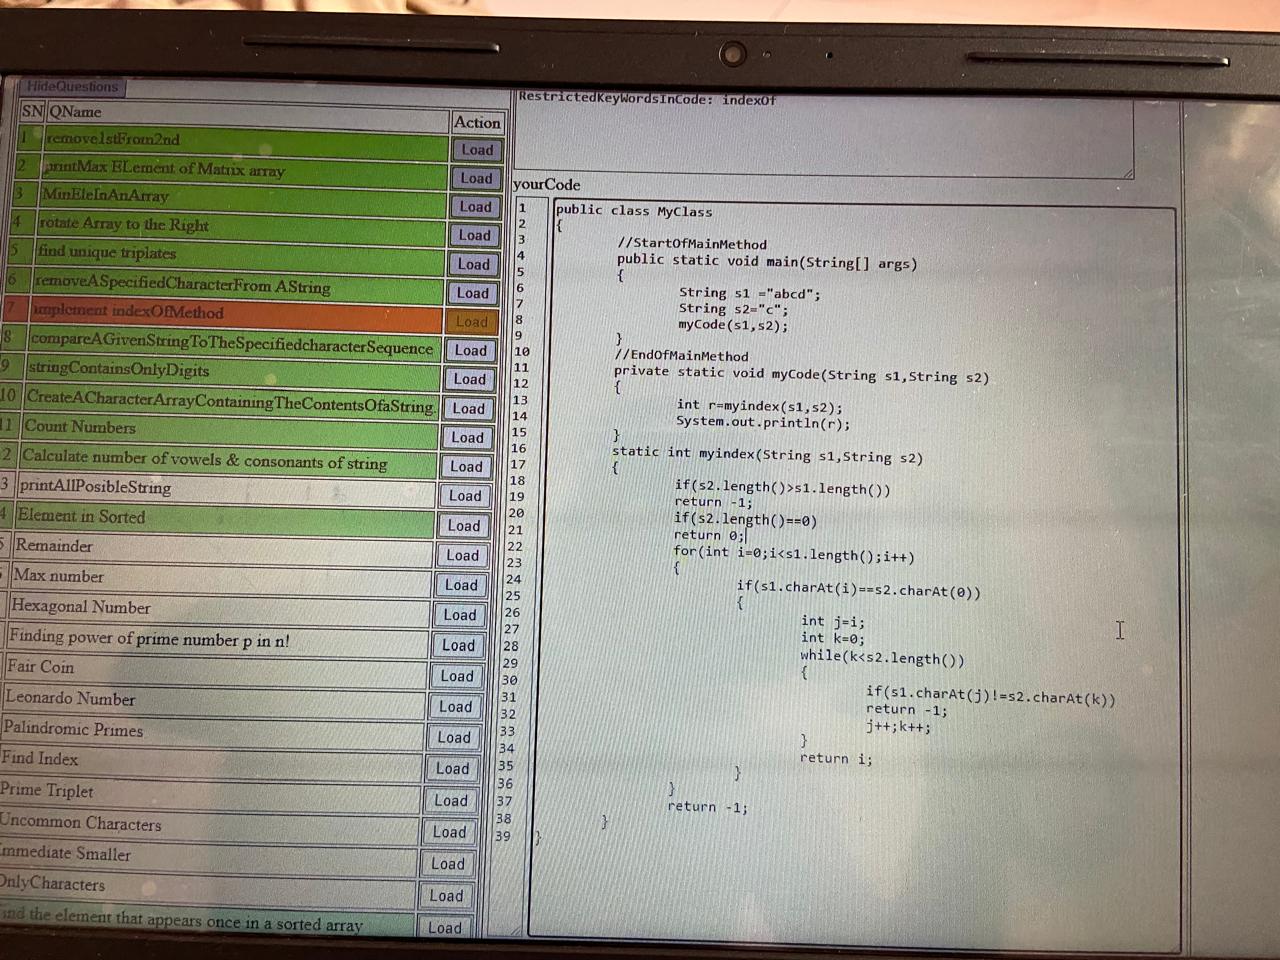 HideQuestions
SN QName Action
1 remove1stFrom2nd Load
2 printMax ELement of Matrix array Load
3 MinEleInAnArray Load
4 rotate Array to the Right Load
5 find unique triplates Load
6 removeASpecifiedCharacterFrom AString Load
7 implement indexOfMethod Load
8 compareAGivenStringToTheSpecifiedcharacterSequence Load
9 stringContainsOnlyDigits Load
10 CreateACharacterArrayContainingTheContentsOfaString. Load
11 Count Numbers Load
2 Calculate number of vowels & consonants of string Load
3 printAllPosibleString Load
4 Element in Sorted Load
5 Remainder Load
Max number Load
Hexagonal Number Load
Finding power of prime number p in n! Load
Fair Coin Load
Leonardo Number Load
Palindromic Primes Load
Find Index Load
Prime Triplet Load
Uncommon Characters Load
mmediate Smaller Load
OnlyCharacters Load
ind the element that appears once in a sorted array Load
RestrictedKeyWordsInCode: indexOf
yourCode
1 public class MyClass
2 {
3 //StartOfMainMethod
4 public static void main(String[] args)
5 {
6 String s1 ="abcd";
7 String s2="c";
8 myCode(s1,s2);
9 }
10 //EndOfMainMethod
11 private static void myCode(String s1,String s2)
12 {
13 int r=myindex(s1,s2);
14 System.out.println(r);
15 }
16 static int myindex(String s1,String s2)
17 {
18 if(s2.length()>s1.length())
19 return -1;
20 if(s2.length()==0)
21 return 0;
22 for(int i=0;i<s1.length();i++)
23 {
24 if(s1.charAt(i)==s2.charAt(0))
25 {
26 int j=i;
27 int k=0;
28 while(k<s2.length())
29 {
30 if(s1.charAt(j)!=s2.charAt(k))
31 return -1;
32 j++;k++;
33 }
34 return i;
35 }
36 }
37 return -1;
38 }
39 }